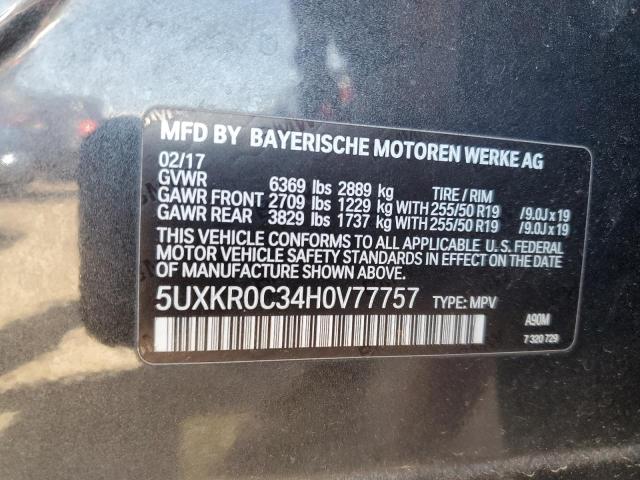 MFD BY BAYERISCHE MOTOREN WERKE AG
02/17
GVWR 6369 lbs 2889 kg TIRE / RIM
GAWR FRONT 2709 lbs 1229 kg WITH 255/50 R19 / 9.0J x 19
GAWR REAR 3829 lbs 1737 kg WITH 255/50 R19 / 9.0J x 19
THIS VEHICLE CONFORMS TO ALL APPLICABLE U. S. FEDERAL
MOTOR VEHICLE SAFETY STANDARDS IN EFFECT ON THE
DATE OF MANUFACTURE SHOWN ABOVE.
5UXKR0C34H0V77757 TYPE: MPV
A90M
7 320 729